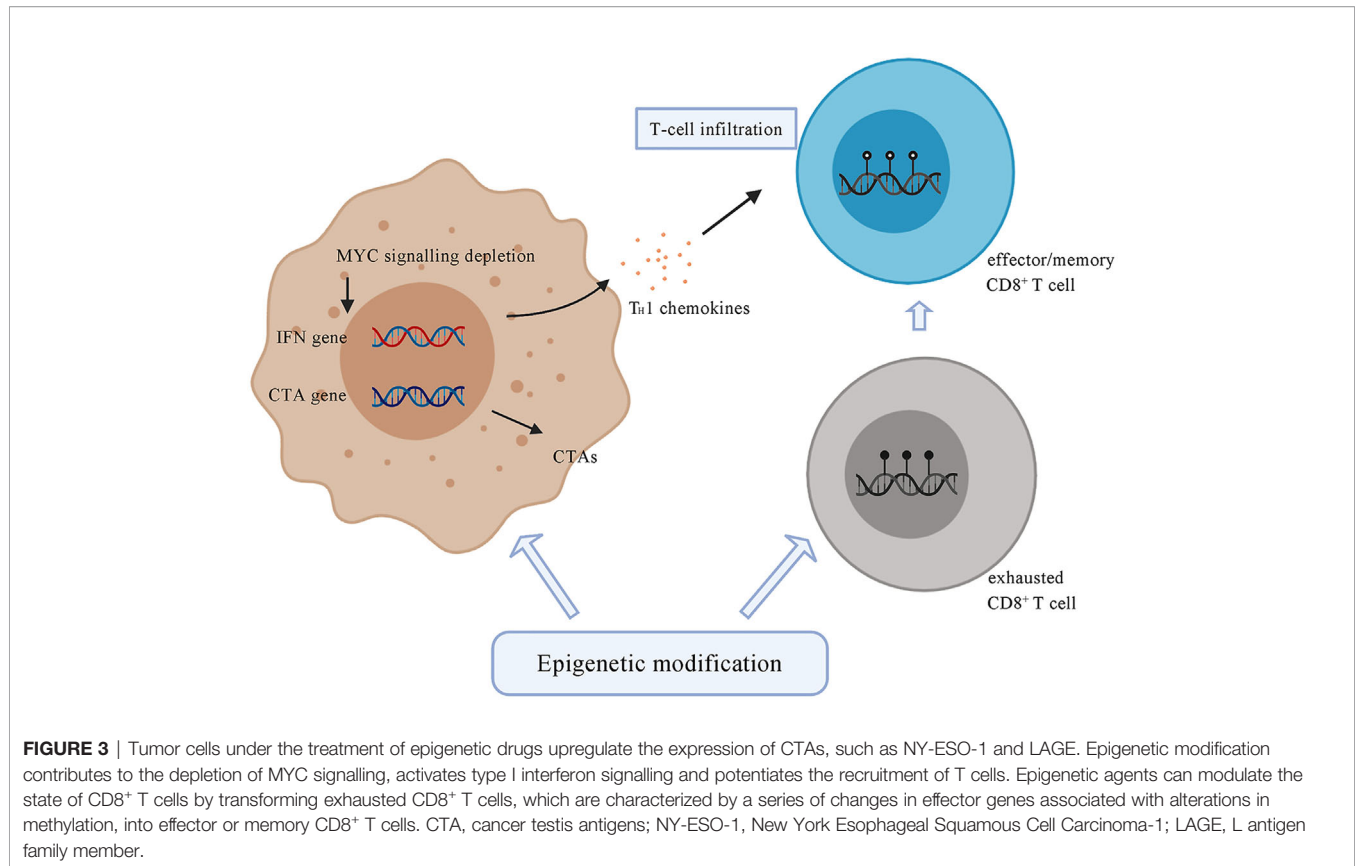 T-cell infiltration
MYC signalling depletion
IFN gene
CTA gene
TH1 chemokines
CTAs
effector/memory
CD8+ T cell
exhausted
CD8+ T cell
Epigenetic modification
FIGURE 3 | Tumor cells under the treatment of epigenetic drugs upregulate the expression of CTAs, such as NY-ESO-1 and LAGE. Epigenetic modification
contributes to the depletion of MYC signalling, activates type I interferon signalling and potentiates the recruitment of T cells. Epigenetic agents can modulate the
state of CD8+ T cells by transforming exhausted CD8+ T cells, which are characterized by a series of changes in effector genes associated with alterations in
methylation, into effector or memory CD8+ T cells. CTA, cancer testis antigens; NY-ESO-1, New York Esophageal Squamous Cell Carcinoma-1; LAGE, L antigen
family member.